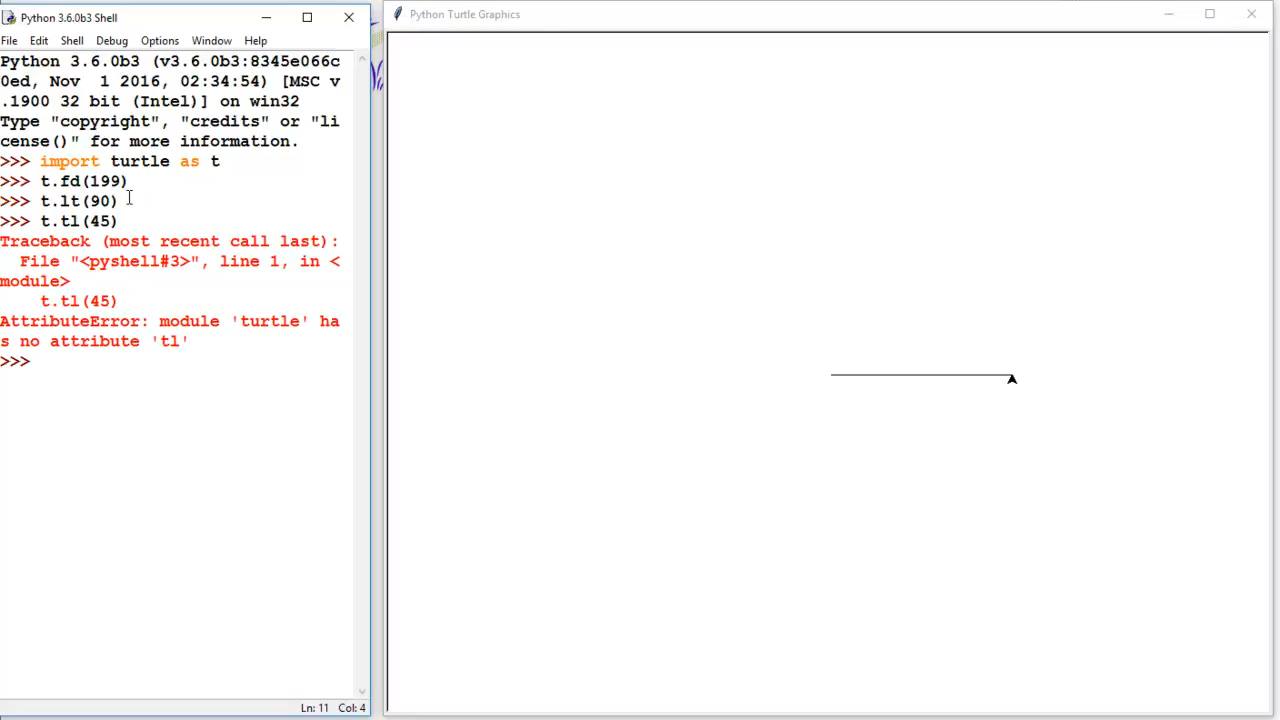 Python 3.6.0b3 Shell
File Edit Shell Debug Options Window Help
Python 3.6.0b3 (v3.6.0b3:8345e066c
0ed, Nov  1 2016, 02:34:54) [MSC v
.1900 32 bit (Intel)] on win32
Type "copyright", "credits" or "li
cense()" for more information.
>>> import turtle as t
>>> t.fd(199)
>>> t.lt(90)
>>> t.tl(45)
Traceback (most recent call last):
  File "<pyshell#3>", line 1, in <
module>
    t.tl(45)
AttributeError: module 'turtle' ha
s no attribute 'tl'
>>>
Ln: 11 Col: 4
Python Turtle Graphics